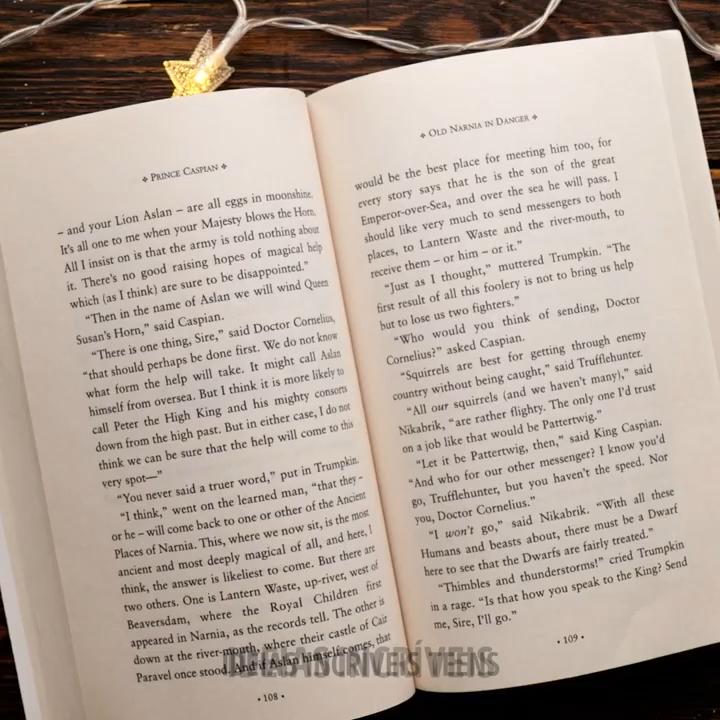 ❖ PRINCE CASPIAN ❖
– and your Lion Aslan – are all eggs in moonshine.
It's all one to me when your Majesty blows the Horn.
All I insist on is that the army is told nothing about
it. There's no good raising hopes of magical help
which (as I think) are sure to be disappointed.”
“Then in the name of Aslan we will wind Queen
Susan's Horn,” said Caspian.
“There is one thing, Sire,” said Doctor Cornelius,
“that should perhaps be done first. We do not know
what form the help will take. It might call Aslan
himself from oversea. But I think it is more likely to
call Peter the High King and his mighty consorts
down from the high past. But in either case, I do not
think we can be sure that the help will come to this
very spot—”
“You never said a truer word,” put in Trumpkin.
“I think,” went on the learned man, “that they –
or he – will come back to one or other of the Ancient
Places of Narnia. This, where we now sit, is the most
ancient and most deeply magical of all, and here, I
think, the answer is likeliest to come. But there are
two others. One is Lantern Waste, up-river, west of
Beaversdam, where the Royal Children first
appeared in Narnia, as the records tell. The other is
down at the river-mouth, where their castle of Cair
Paravel once stood. And if Aslan himself comes, that
• 108 •
❖ OLD NARNIA IN DANGER ❖
would be the best place for meeting him too, for
every story says that he is the son of the great
Emperor-over-Sea, and over the sea he will pass. I
should like very much to send messengers to both
places, to Lantern Waste and the river-mouth, to
receive them – or him – or it.”
“Just as I thought,” muttered Trumpkin. “The
first result of all this foolery is not to bring us help
but to lose us two fighters.”
“Who would you think of sending, Doctor
Cornelius?” asked Caspian.
“Squirrels are best for getting through enemy
country without being caught,” said Trufflehunter.
“All our squirrels (and we haven't many),” said
Nikabrik, “are rather flighty. The only one I'd trust
on a job like that would be Pattertwig.”
“Let it be Pattertwig, then,” said King Caspian.
“And who for our other messenger? I know you'd
go, Trufflehunter, but you haven't the speed. Nor
you, Doctor Cornelius.”
“I won't go,” said Nikabrik. “With all these
Humans and beasts about, there must be a Dwarf
here to see that the Dwarfs are fairly treated.”
“Thimbles and thunderstorms!” cried Trumpkin
in a rage. “Is that how you speak to the King? Send
me, Sire, I'll go.”
• 109 •